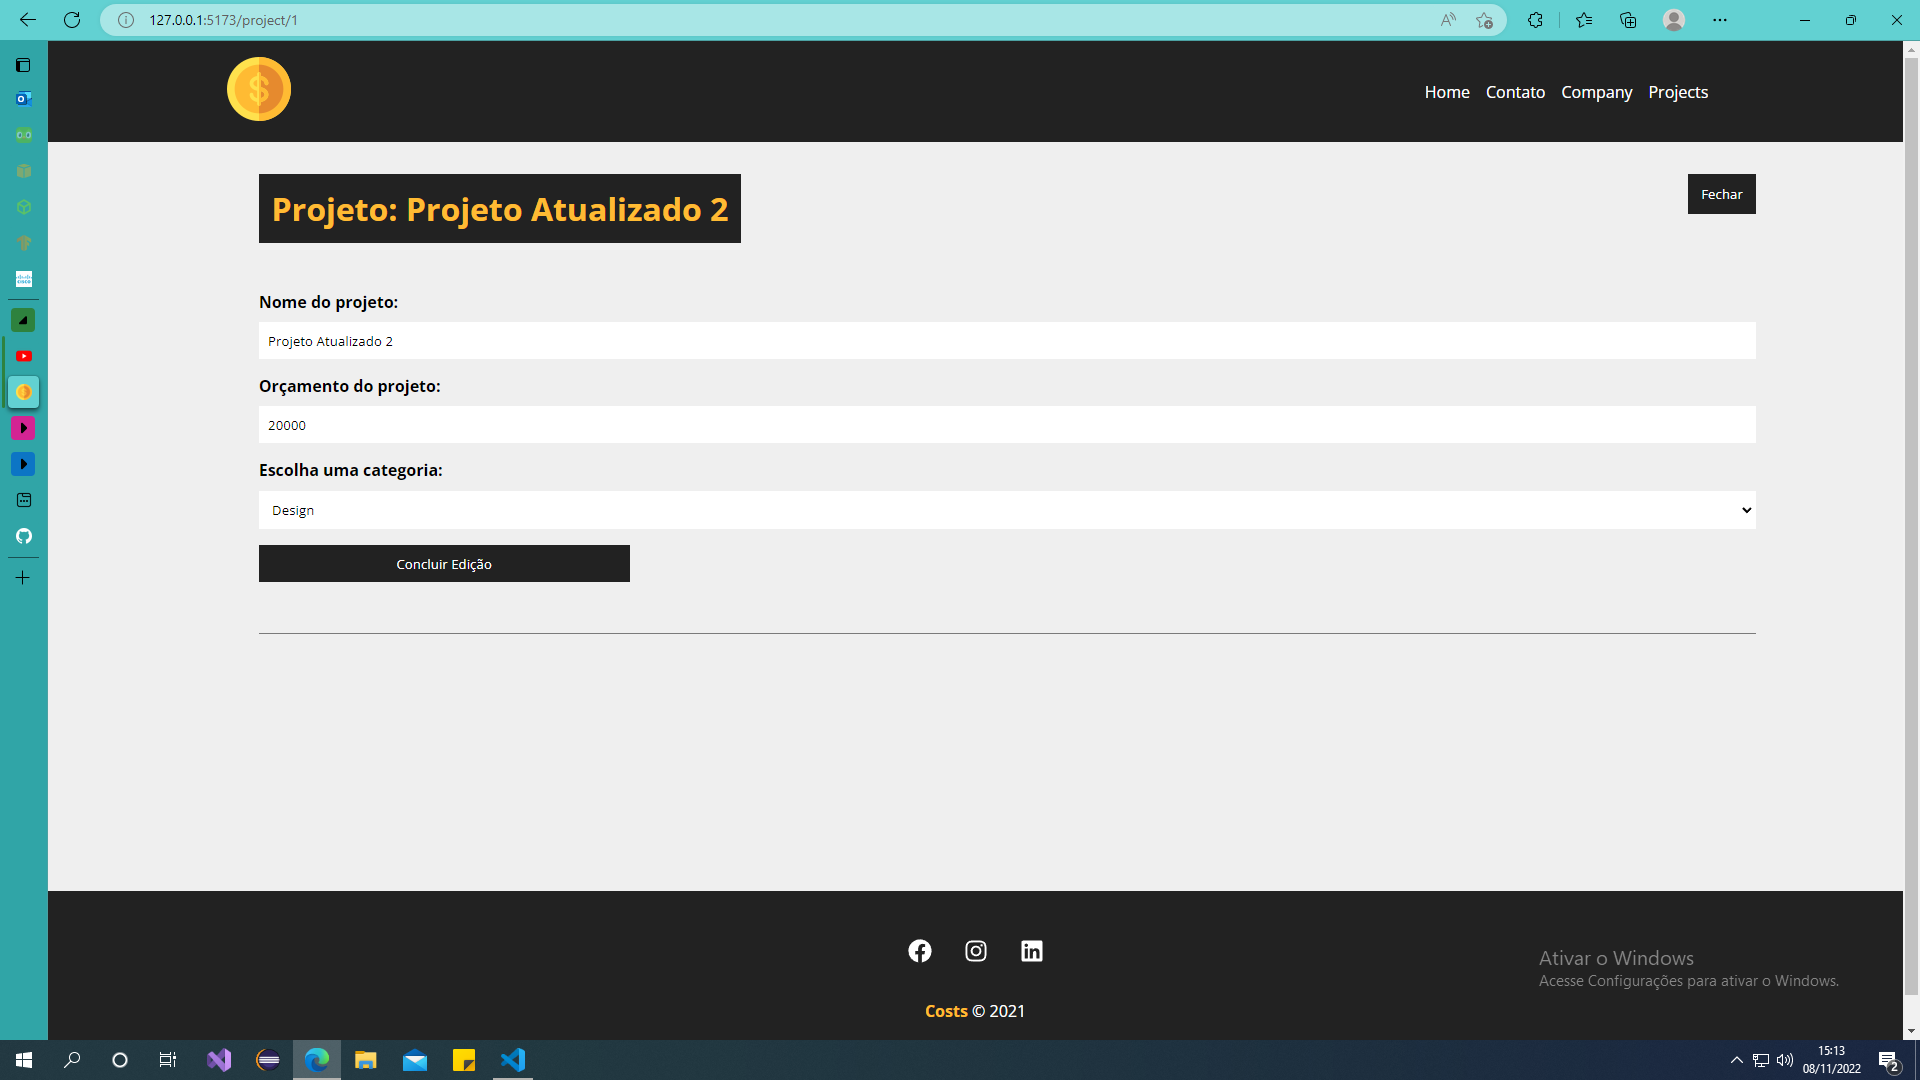 127.0.0.1:5173/project/1
$
Home Contato Company Projects
Projeto: Projeto Atualizado 2
Fechar
Nome do projeto:
Projeto Atualizado 2
Orçamento do projeto:
20000
Escolha uma categoria:
Design
Concluir Edição
Ativar o Windows
Acesse Configurações para ativar o Windows.
Costs © 2021
15:13
08/11/2022
2